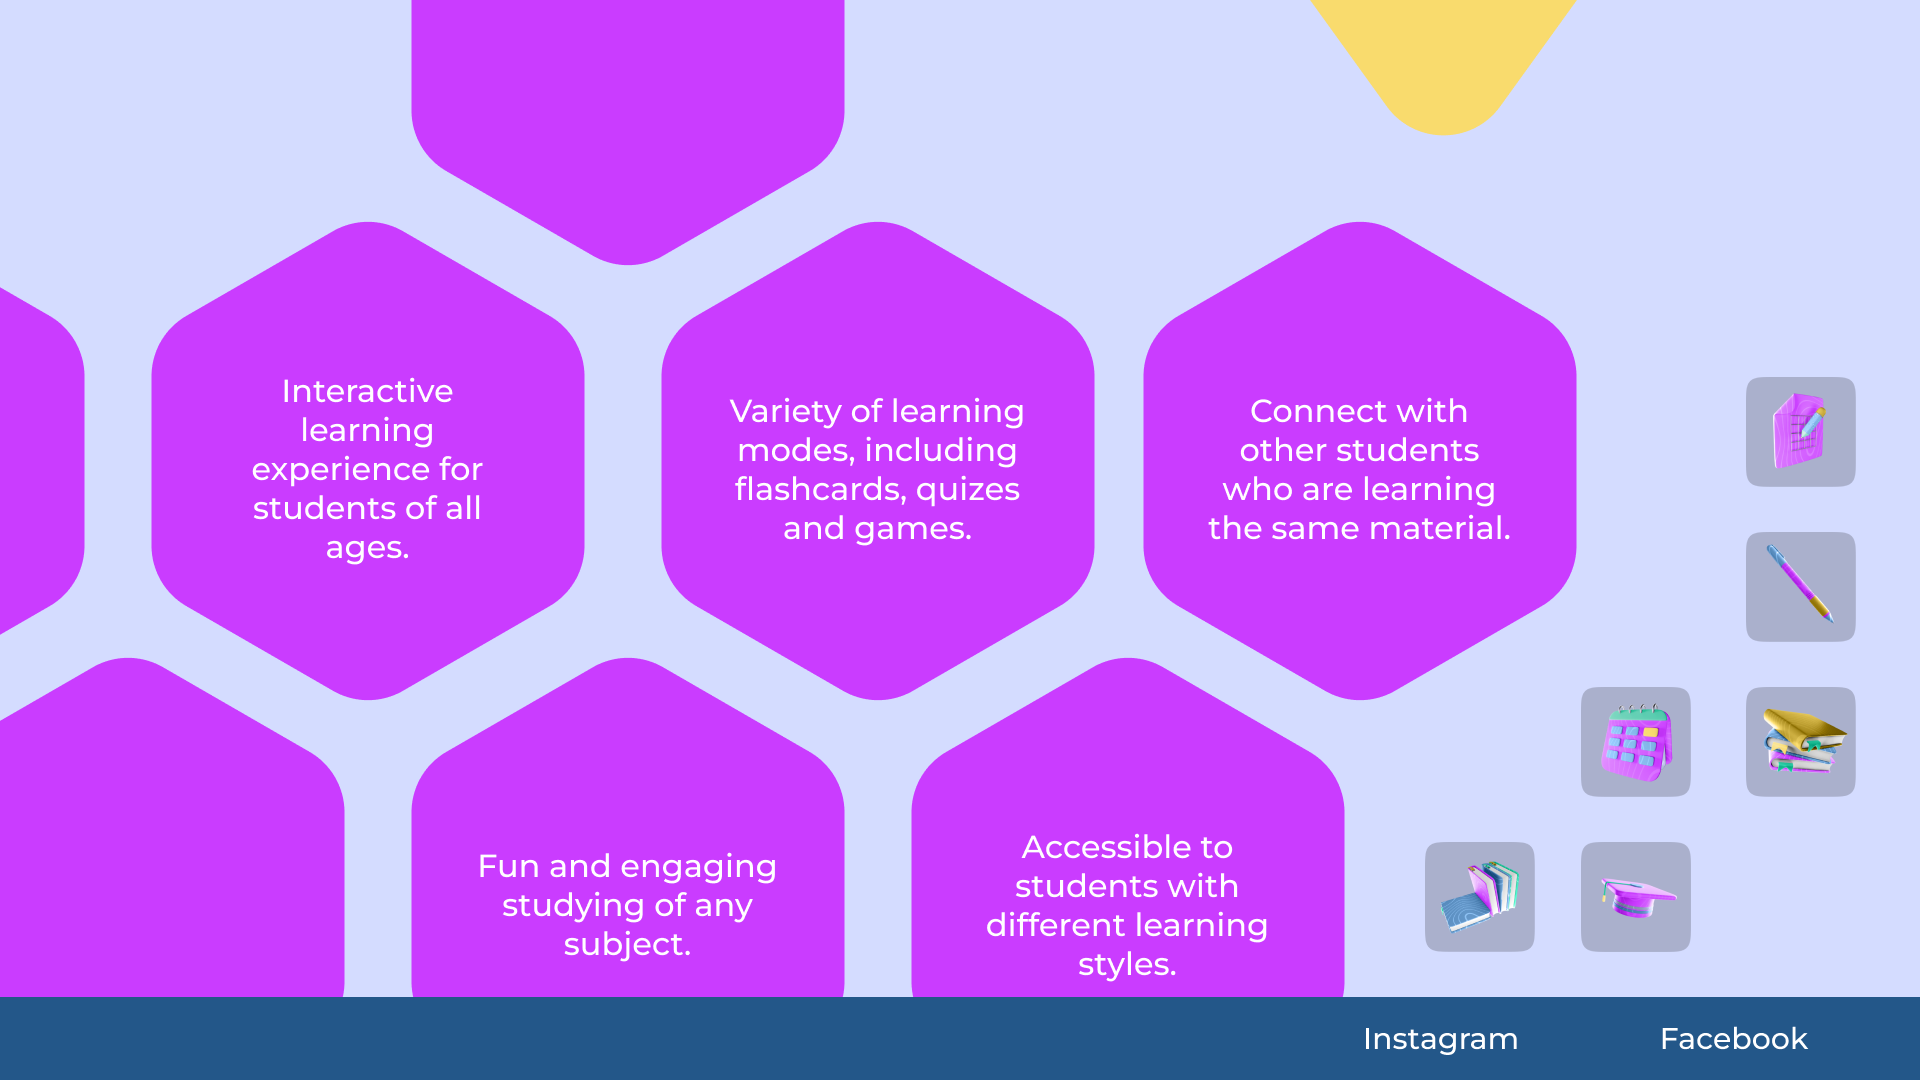 Interactive
learning
experience for
students of all
ages.
Variety of learning
modes, including
flashcards, quizes
and games.
Connect with
other students
who are learning
the same material.
Fun and engaging
studying of any
subject.
Accessible to
students with
different learning
styles.
Instagram
Facebook